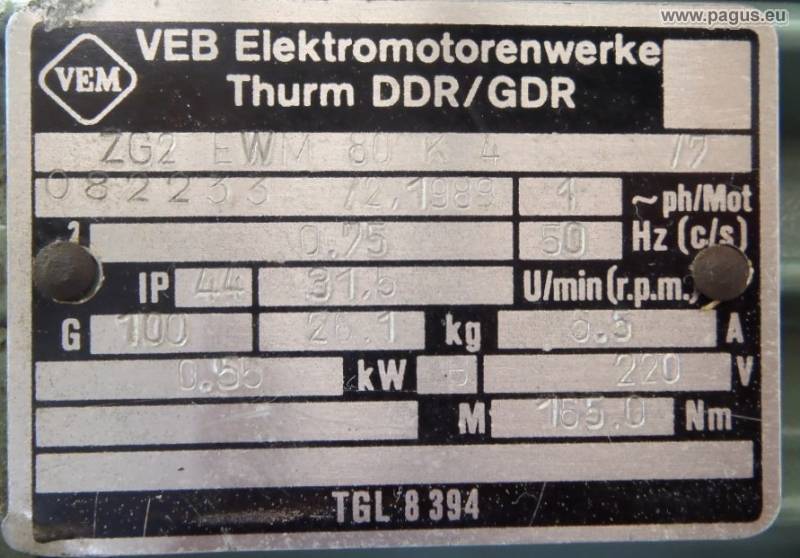 www.pagus.eu
VEM
VEB Elektromotorenwerke
Thurm DDR/GDR
ZG2 EWM 80 K 4 /2
082233 /2.1989 1 ~ph/Mot
0.75 50 Hz (c/s)
IP 44 31.5 U/min(r.p.m.)
G 100 26.1 kg 6.5 A
0.55 kW 220 V
M 165.0 Nm
TGL 8 394